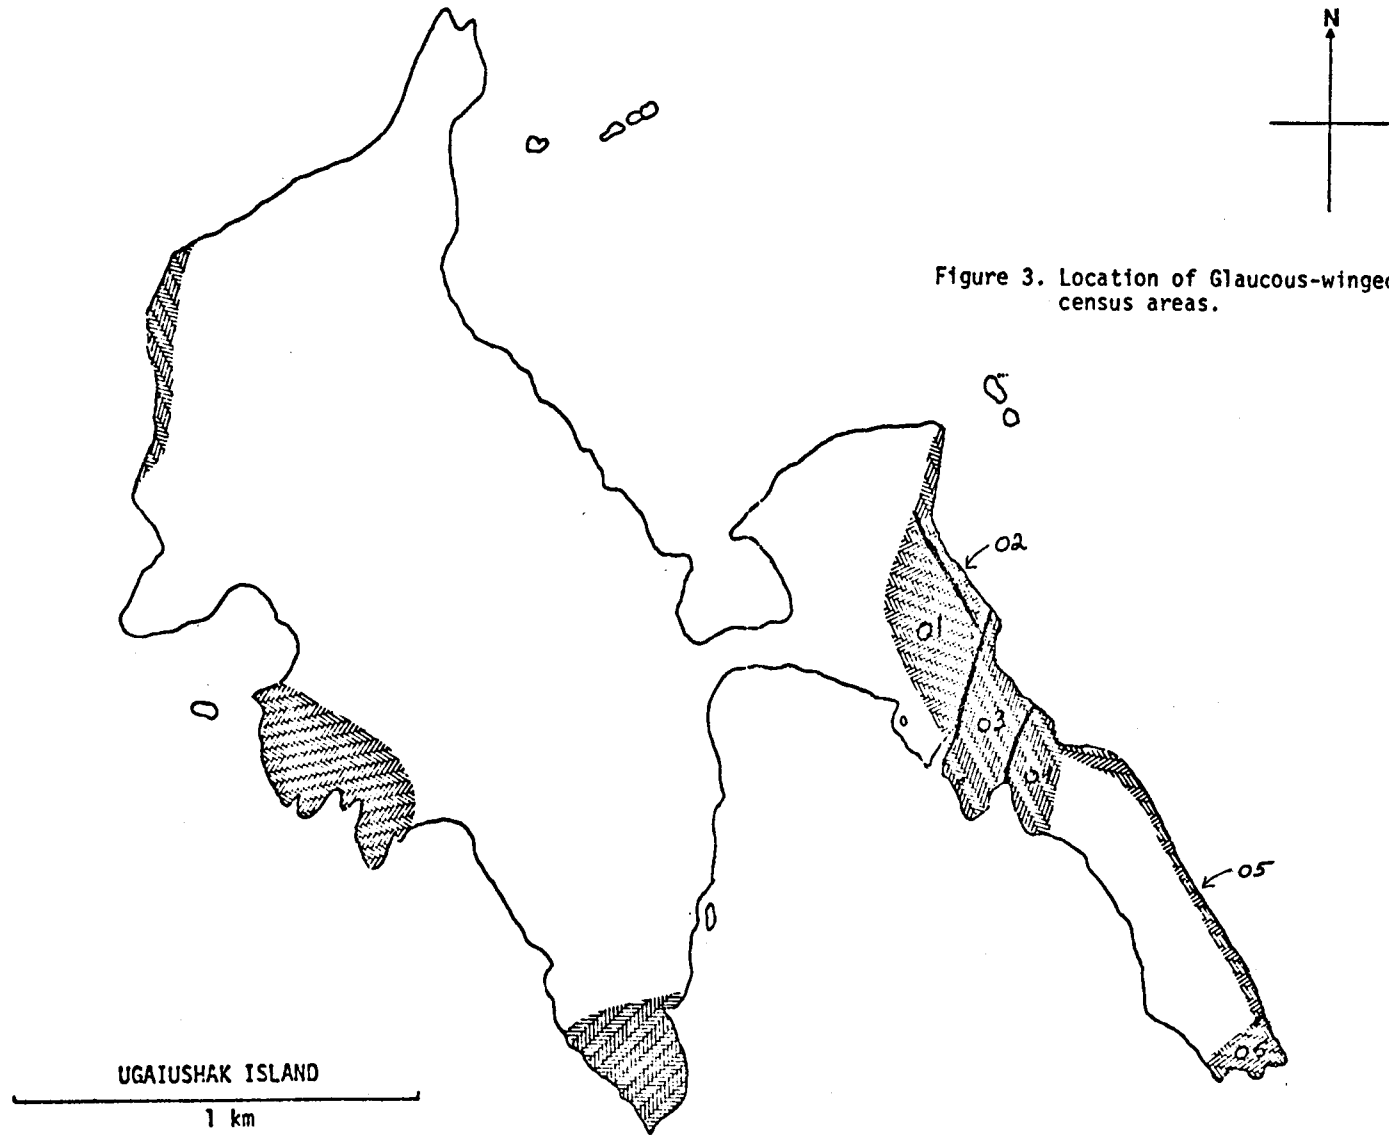 N
Figure 3. Location of Glaucous-winged
census areas.
02
01
03
04
05
05
UGAIUSHAK ISLAND
1 km